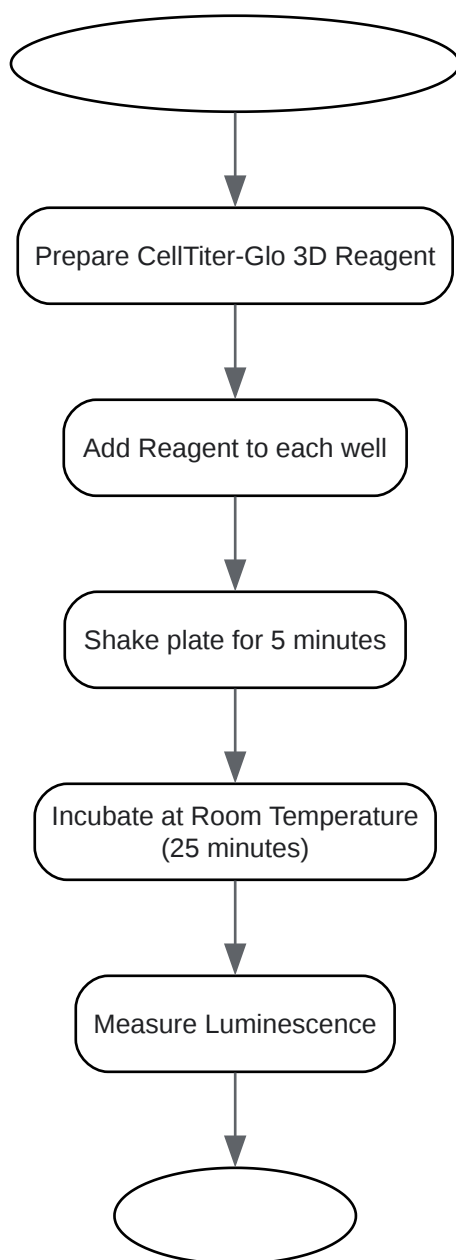 Prepare CellTiter-Glo 3D Reagent
Add Reagent to each well
Shake plate for 5 minutes
Incubate at Room Temperature
(25 minutes)
Measure Luminescence